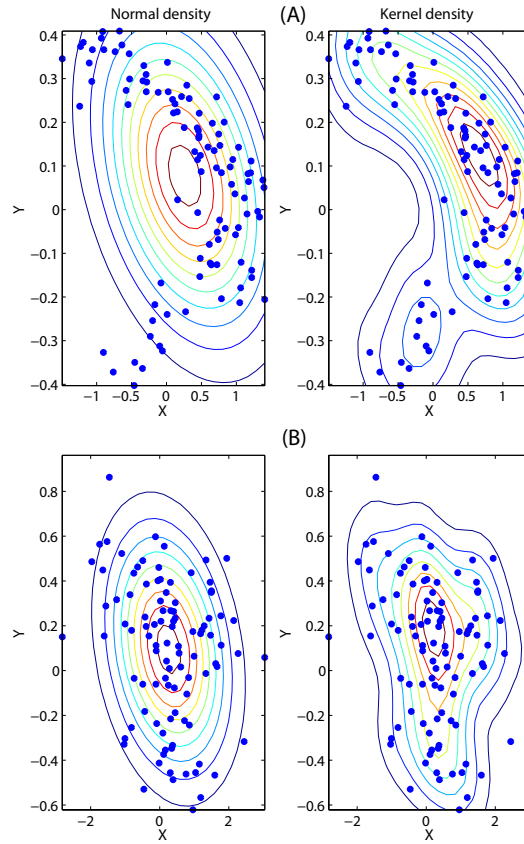 Normal density (A) Kernel density
0.4 0.4
0.3 0.3
0.2 0.2
0.1 0.1
Y 0 Y 0
−0.1 −0.1
−0.2 −0.2
−0.3 −0.3
−0.4 −0.4
−1 −0.5 0 0.5 1 −1 −0.5 0 0.5 1
X X
(B)
Normal density Kernel density
0.8 0.8
0.6 0.6
0.4 0.4
0.2 0.2
Y Y
0 0
−0.2 −0.2
−0.4 −0.4
−0.6 −0.6
−2 0 2 −2 0 2
X X